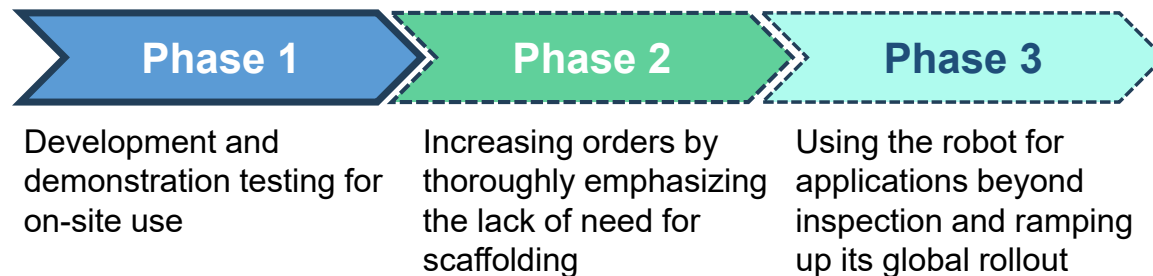 Phase 1
Development and
demonstration testing for
on-site use
Phase 2
Increasing orders by
thoroughly emphasizing
the lack of need for
scaffolding
Phase 3
Using the robot for
applications beyond
inspection and ramping
up its global rollout